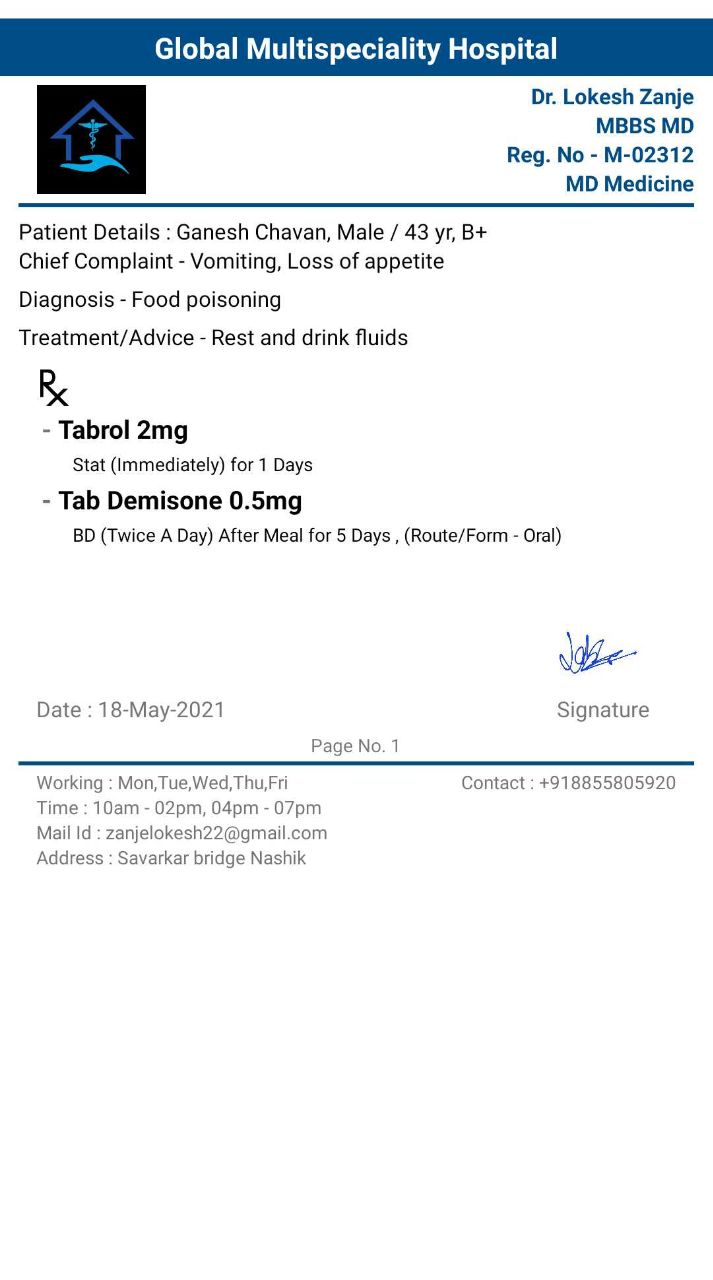 Global Multispeciality Hospital
Dr. Lokesh Zanje
MBBS MD
Reg. No - M-02312
MD Medicine
Patient Details : Ganesh Chavan, Male / 43 yr, B+
Chief Complaint - Vomiting, Loss of appetite
Diagnosis - Food poisoning
Treatment/Advice - Rest and drink fluids
Rx
- Tabrol 2mg
Stat (Immediately) for 1 Days
- Tab Demisone 0.5mg
BD (Twice A Day) After Meal for 5 Days , (Route/Form - Oral)
Date : 18-May-2021
Signature
Page No. 1
Working : Mon,Tue,Wed,Thu,Fri
Contact : +918855805920
Time : 10am - 02pm, 04pm - 07pm
Mail Id : zanjelokesh22@gmail.com
Address : Savarkar bridge Nashik